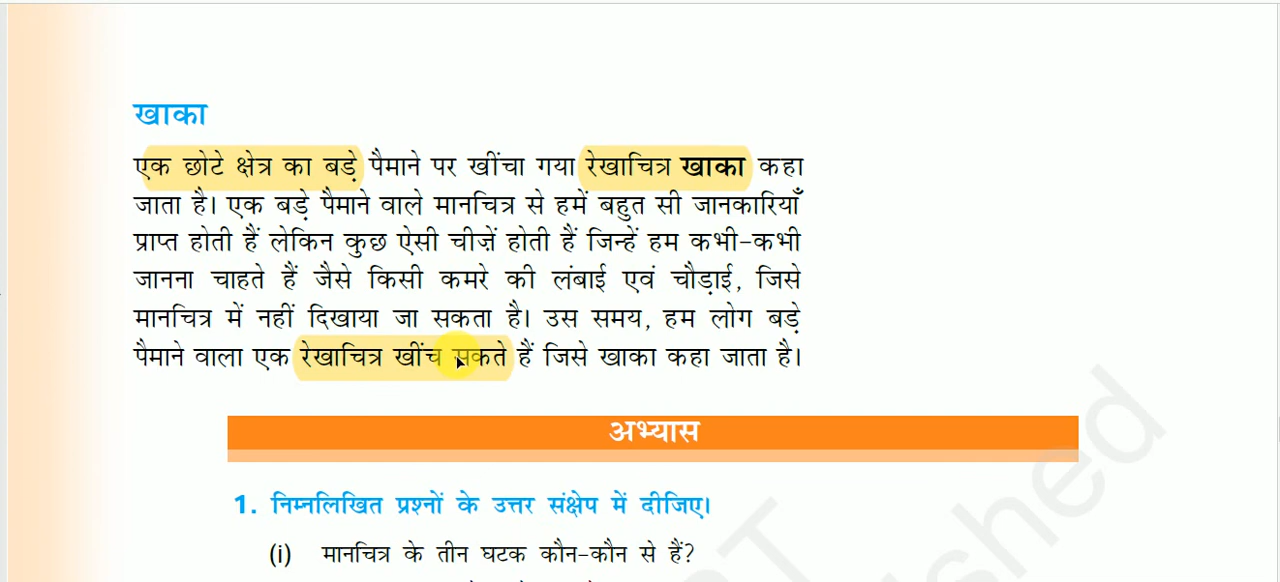 खाका
एक छोटे क्षेत्र का बड़े पैमाने पर खींचा गया रेखाचित्र खाका कहा
जाता है। एक बड़े पैमाने वाले मानचित्र से हमें बहुत सी जानकारियाँ
प्राप्त होती हैं लेकिन कुछ ऐसी चीज़ें होती हैं जिन्हें हम कभी-कभी
जानना चाहते हैं जैसे किसी कमरे की लंबाई एवं चौड़ाई, जिसे
मानचित्र में नहीं दिखाया जा सकता है। उस समय, हम लोग बड़े
पैमाने वाला एक रेखाचित्र खींच सकते हैं जिसे खाका कहा जाता है।
अभ्यास
1. निम्नलिखित प्रश्नों के उत्तर संक्षेप में दीजिए।
(i) मानचित्र के तीन घटक कौन-कौन से हैं?